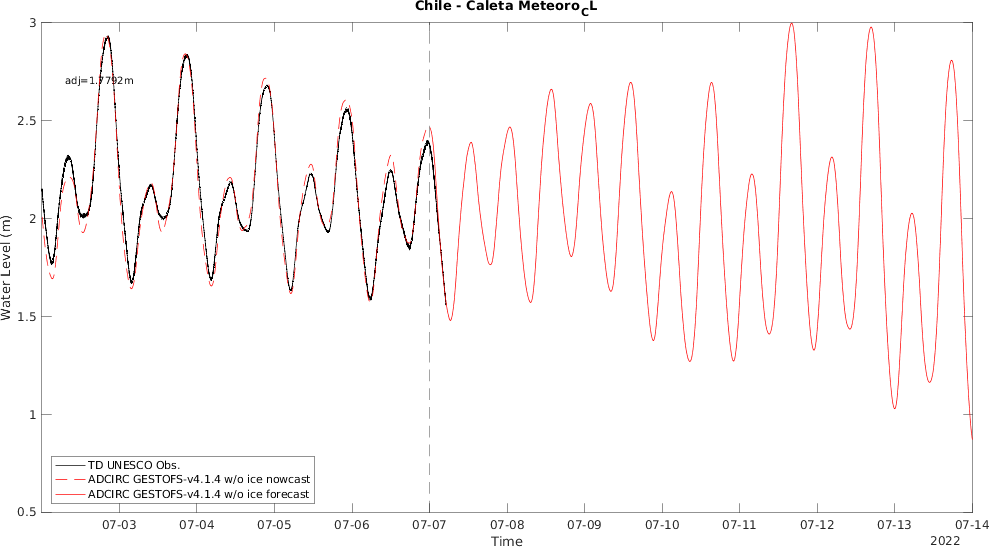 Chile - Caleta Meteoro_CL
3
adj=1.7792m
2.5
2
Water Level (m)
1.5
1
TD UNESCO Obs.
ADCIRC GESTOFS-v4.1.4 w/o ice nowcast
ADCIRC GESTOFS-v4.1.4 w/o ice forecast
0.5
07-03 07-04 07-05 07-06 07-07 07-08 07-09 07-10 07-11 07-12 07-13 07-14
Time
2022